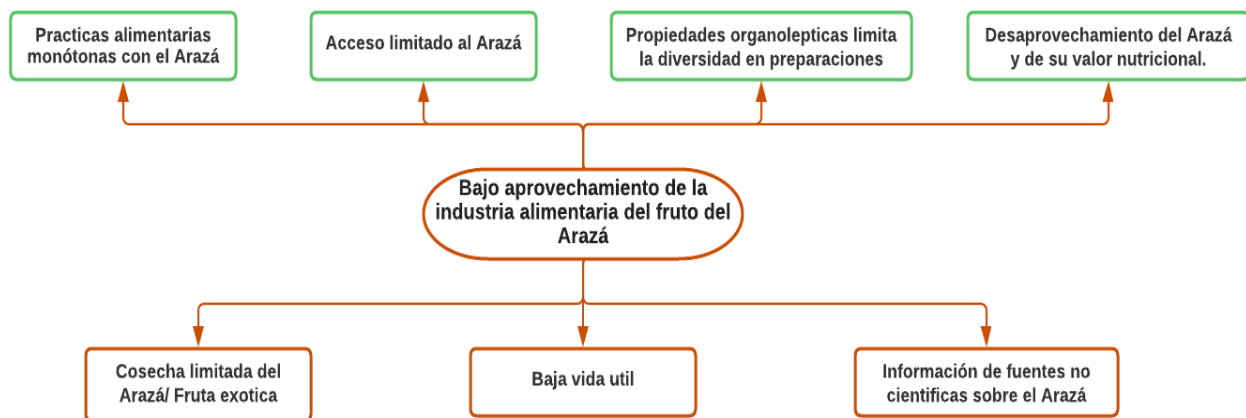 Practicas alimentarias
monótonas con el Arazá
Acceso limitado al Arazá
Propiedades organolepticas limita
la diversidad en preparaciones
Desaprovechamiento del Arazá
y de su valor nutricional.
Bajo aprovechamiento de la
industria alimentaria del fruto del
Arazá
Cosecha limitada del
Arazá/ Fruta exotica
Baja vida util
Información de fuentes no
cientificas sobre el Arazá